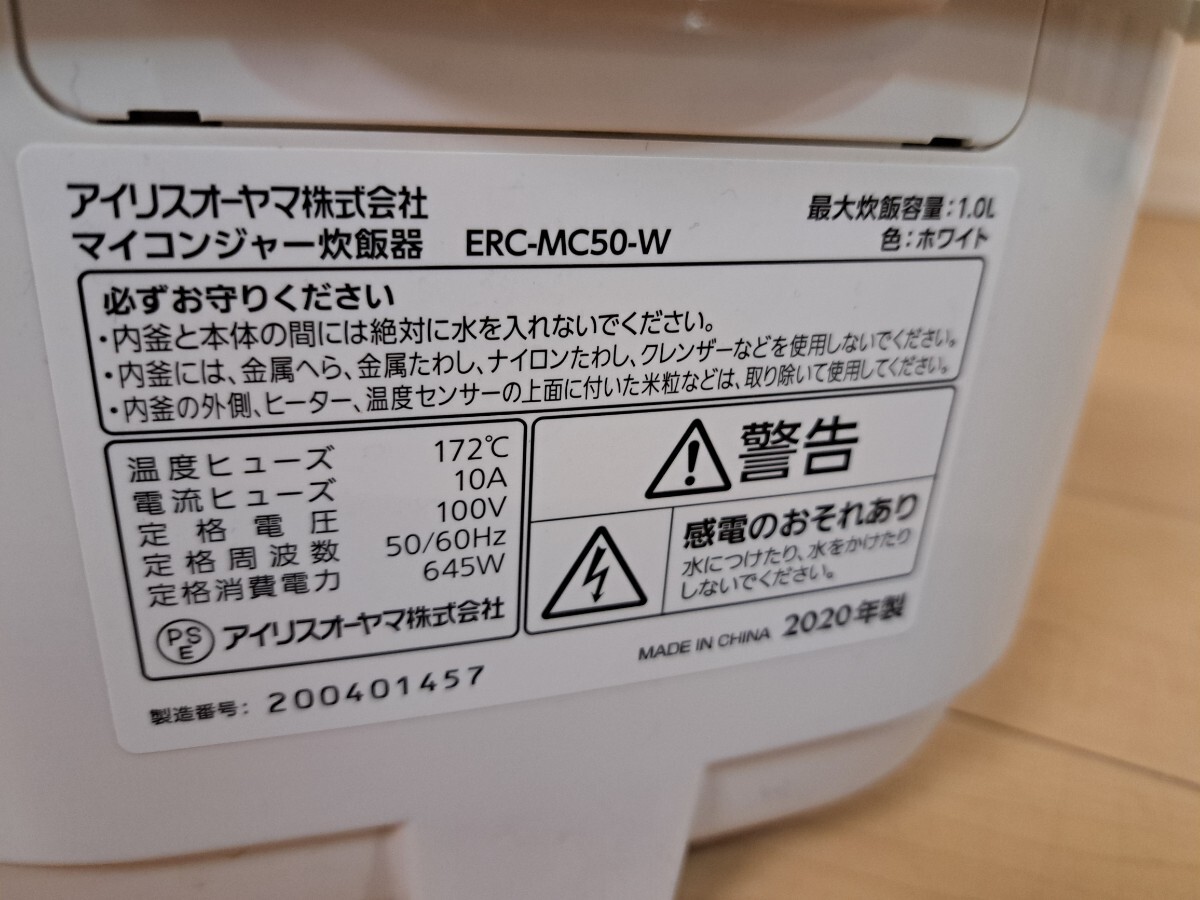 アイリスオーヤマ株式会社
マイコンジャー炊飯器 ERC-MC50-W
最大炊飯容量:1.0L
色:ホワイト
必ずお守りください
・内釜と本体の間には絶対に水を入れないでください。
・内釜には、金属へら、金属たわし、ナイロンたわし、クレンザーなどを使用しないでください。
・内釜の外側、ヒーター、温度センサーの上面に付いた米粒などは、取り除いて使用してください。
温度ヒューズ 172℃
電流ヒューズ 10A
定格電圧 100V
定格周波数 50/60Hz
定格消費電力 645W
PSE アイリスオーヤマ株式会社
警告
感電のおそれあり
水につけたり、水をかけたり
しないでください。
MADE IN CHINA 2020年製
製造番号: 200401457